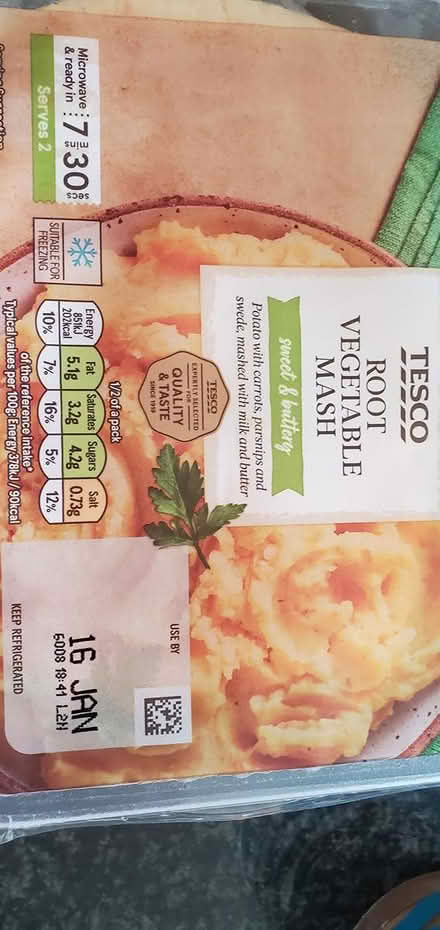 TESCO
ROOT
VEGETABLE
MASH
sweet & buttery
Potato with carrots, parsnips and
swede, mashed with milk and butter
TESCO
EXPERTLY SELECTED
FOR
QUALITY
& TASTE
SINCE 1919
Microwave
& ready in
7 mins 30 secs
Serves 2
SUITABLE FOR
FREEZING
1/2 of a pack
Energy
851kJ
202kcal
10%
Fat
5.1g
7%
Saturates
3.2g
16%
Sugars
4.2g
5%
Salt
0.73g
12%
of the reference intake*
Typical values per 100g: Energy 378kJ / 90kcal
USE BY
16 JAN
6008 18:41 L2H
KEEP REFRIGERATED